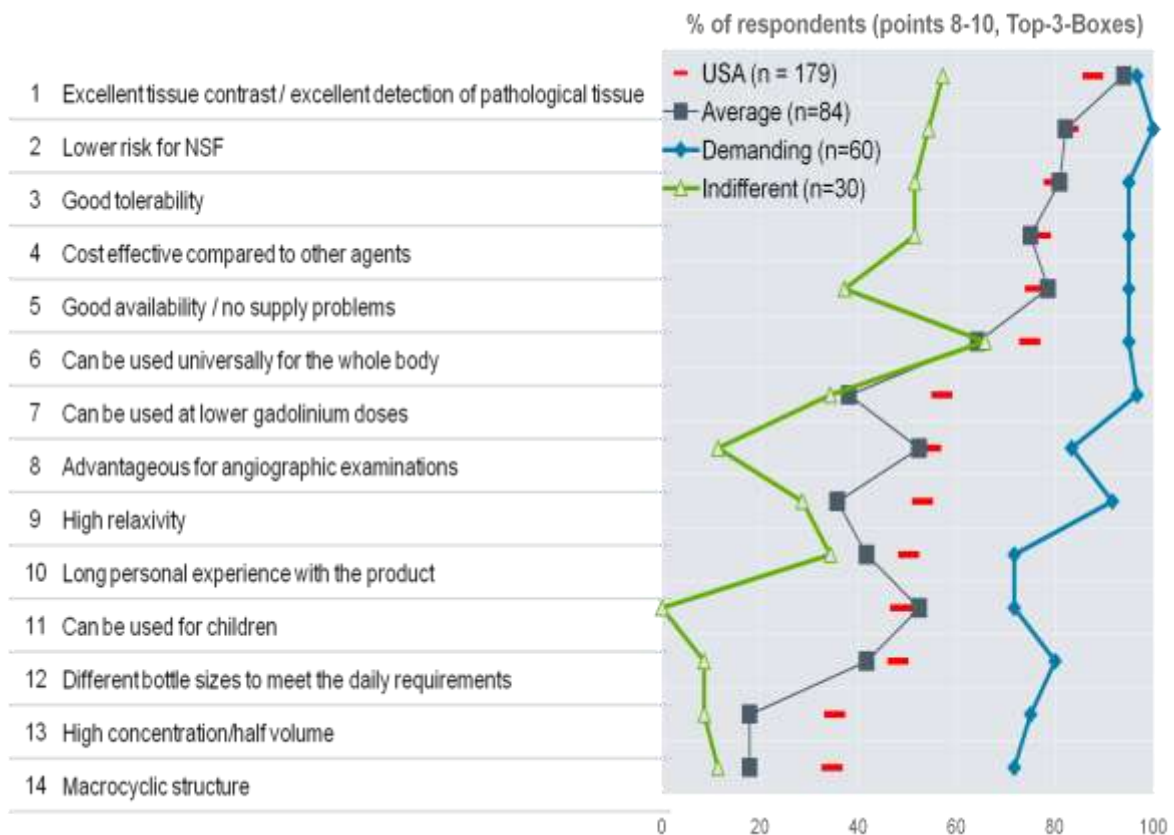 % of respondents (points 8-10, Top-3-Boxes)
USA (n = 179)
Average (n=84)
Demanding (n=60)
Indifferent (n=30)
1 Excellent tissue contrast / excellent detection of pathological tissue
2 Lower risk for NSF
3 Good tolerability
4 Cost effective compared to other agents
5 Good availability / no supply problems
6 Can be used universally for the whole body
7 Can be used at lower gadolinium doses
8 Advantageous for angiographic examinations
9 High relaxivity
10 Long personal experience with the product
11 Can be used for children
12 Different bottle sizes to meet the daily requirements
13 High concentration/half volume
14 Macrocyclic structure
0 20 40 60 80 100